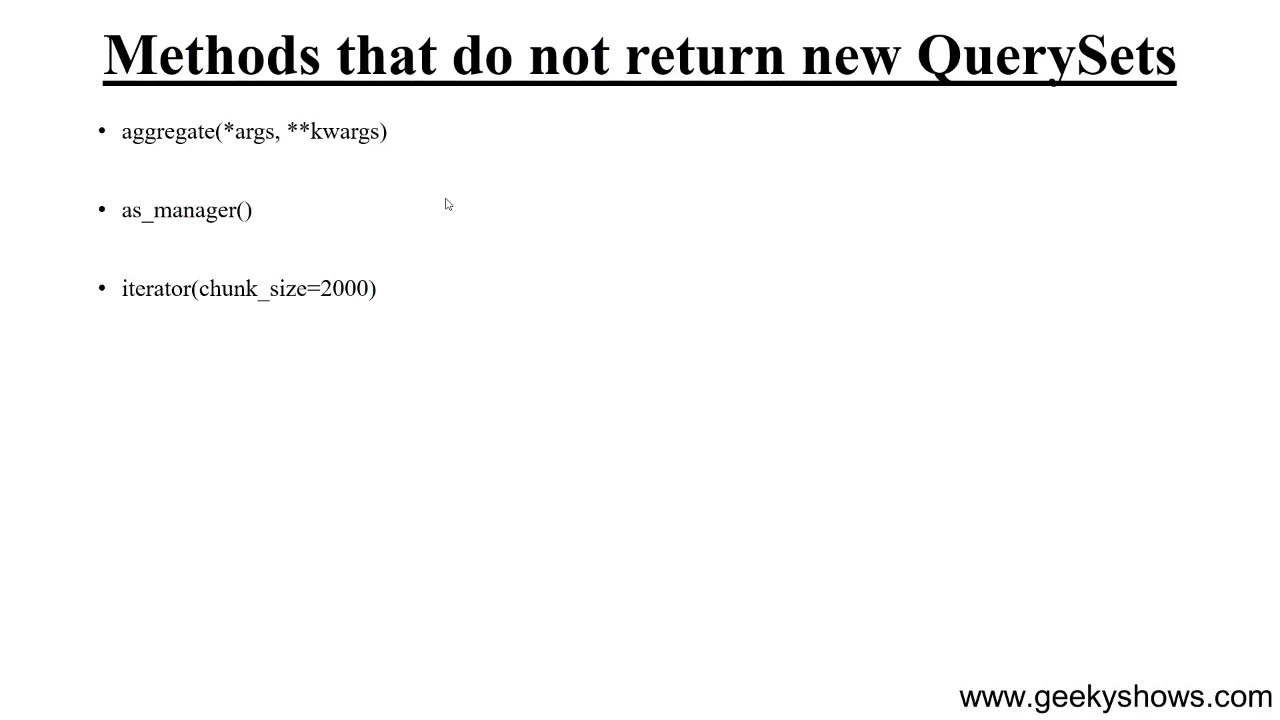 Methods that do not return new QuerySets
• aggregate(*args, **kwargs)
• as_manager()
• iterator(chunk_size=2000)
www.geekyshows.com